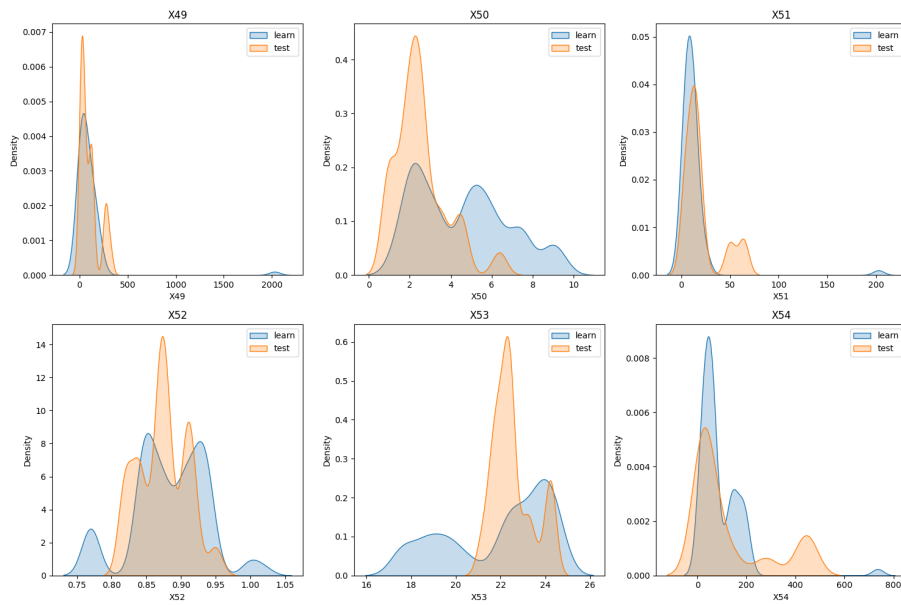 X49
learn
test
Density
0.007
0.006
0.005
0.004
0.003
0.002
0.001
0.000
0
500
1000
1500
2000
X49
X50
learn
test
Density
0.4
0.3
0.2
0.1
0.0
0
2
4
6
8
10
X50
X51
learn
test
Density
0.05
0.04
0.03
0.02
0.01
0.00
0
50
100
150
200
X51
X52
learn
test
Density
14
12
10
8
6
4
2
0
0.75
0.80
0.85
0.90
0.95
1.00
1.05
X52
X53
learn
test
Density
0.6
0.5
0.4
0.3
0.2
0.1
0.0
16
18
20
22
24
26
X53
X54
learn
test
Density
0.008
0.006
0.004
0.002
0.000
0
200
400
600
800
X54